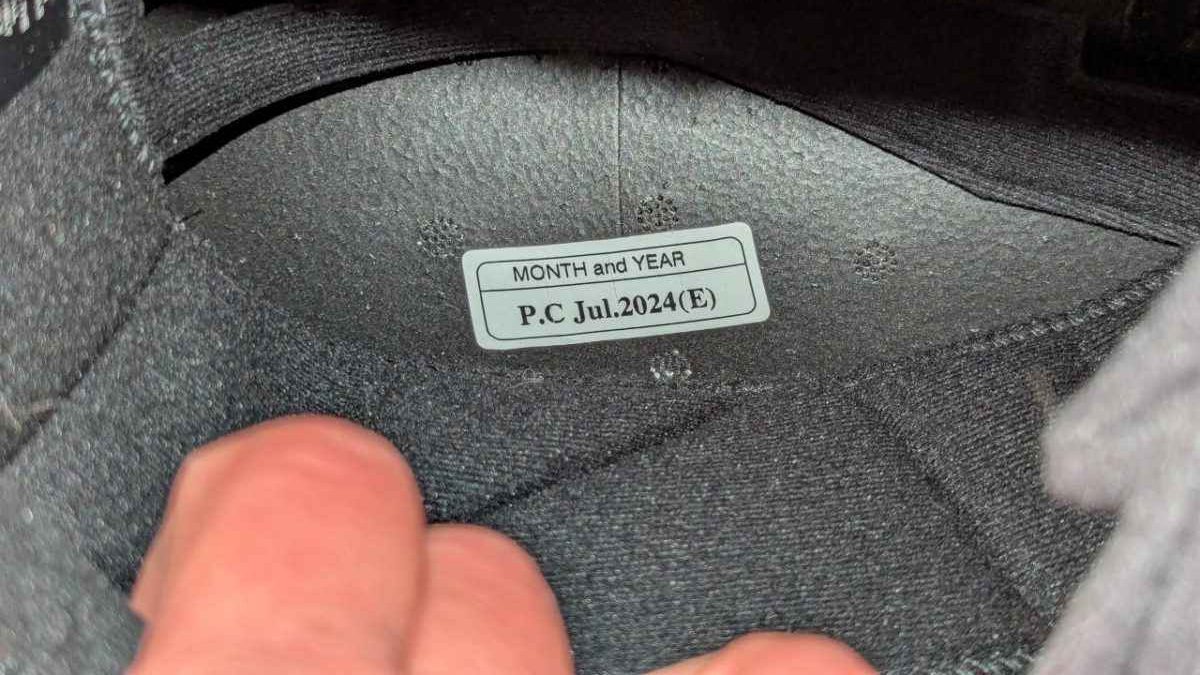 MONTH and YEAR
P.C Jul.2024(E)